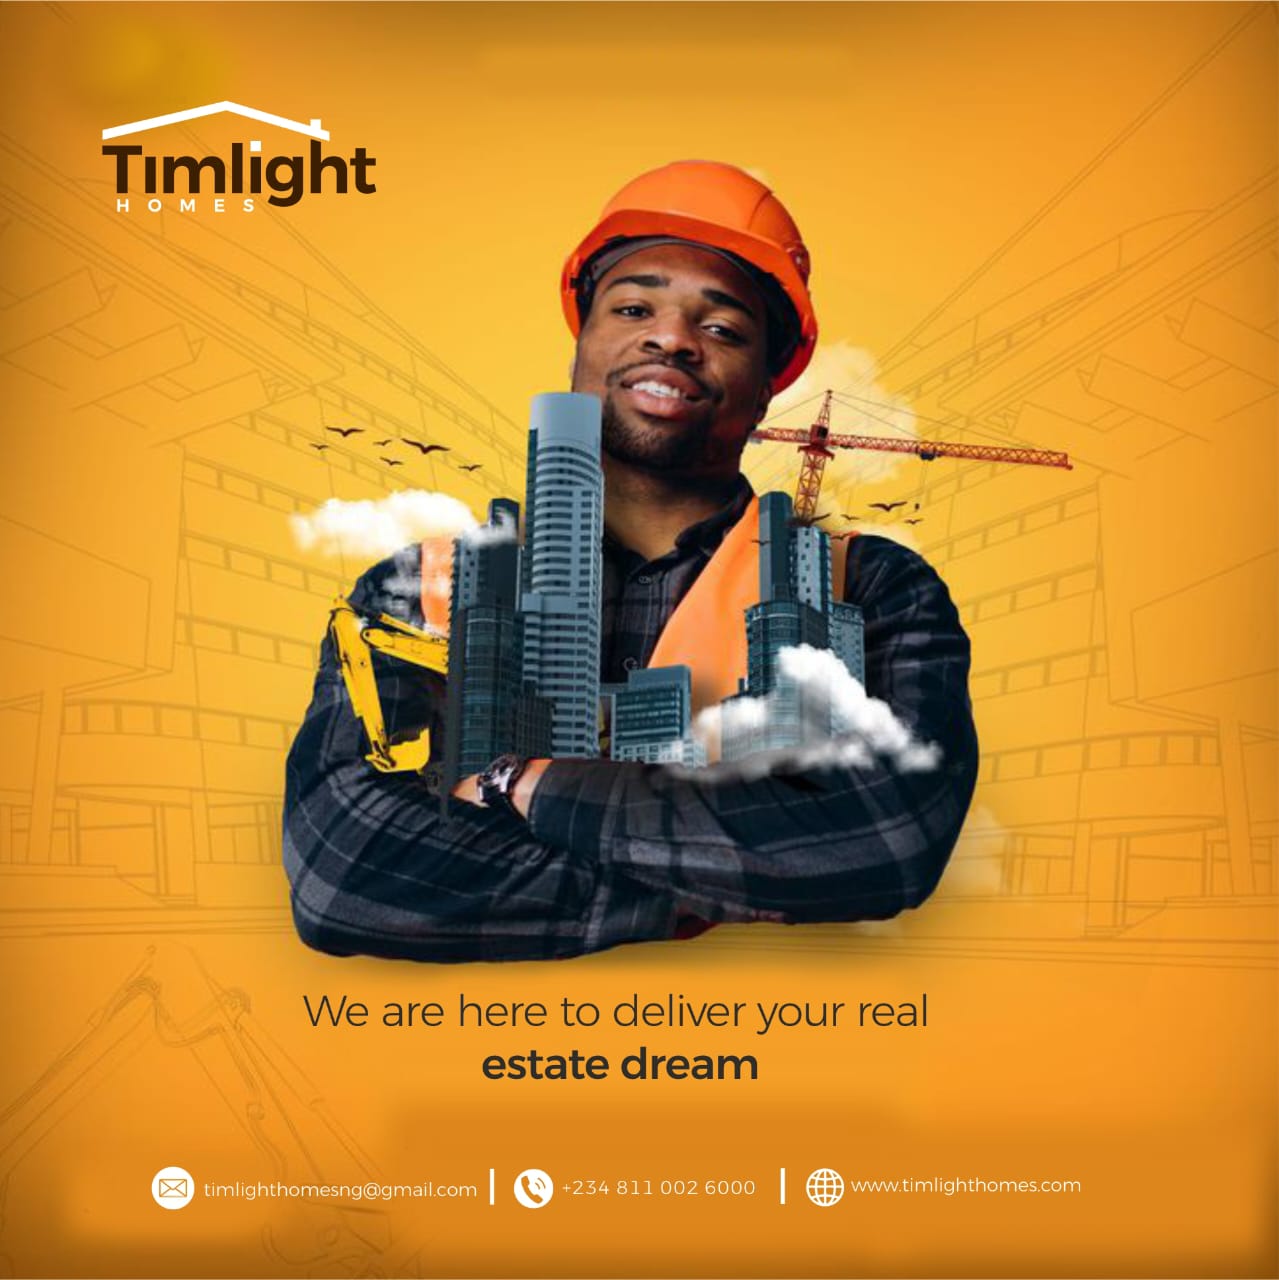 Timlight
HOMES
We are here to deliver your real
estate dream
timlighthomesng@gmail.com
+234 811 002 6000
www.timlighthomes.com